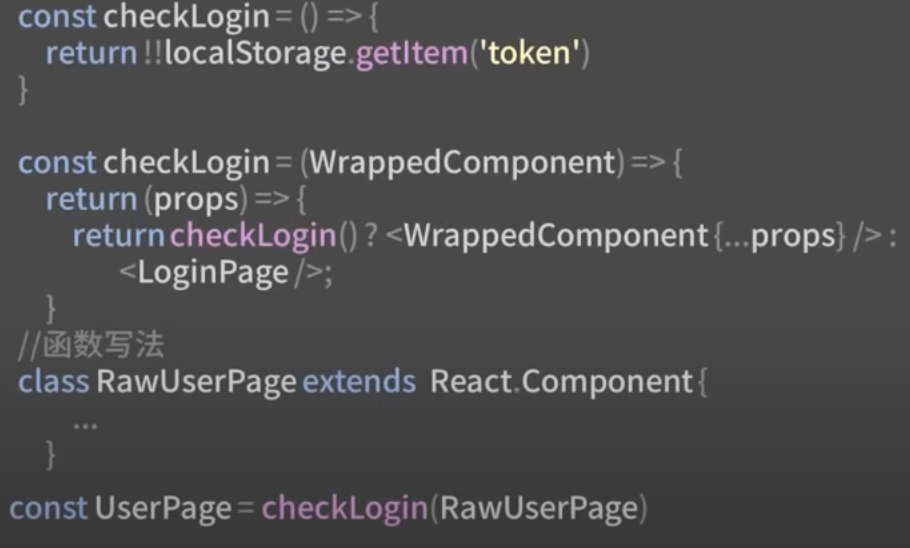 const checkLogin = () => {
return !!localStorage.getItem('token')
}
const checkLogin = (WrappedComponent) => {
return (props) => {
return checkLogin() ? <WrappedComponent {...props} /> :
<LoginPage />;
}
//函数写法
class RawUserPage extends React.Component {
...
}
const UserPage = checkLogin(RawUserPage)